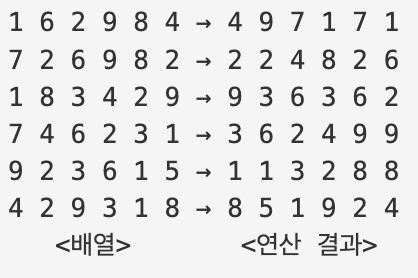 1 6 2 9 8 4 → 4 9 7 1 7 1
7 2 6 9 8 2 → 2 2 4 8 2 6
1 8 3 4 2 9 → 9 3 6 3 6 2
7 4 6 2 3 1 → 3 6 2 4 9 9
9 2 3 6 1 5 → 1 1 3 2 8 8
4 2 9 3 1 8 → 8 5 1 9 2 4
<배열> <연산 결과>